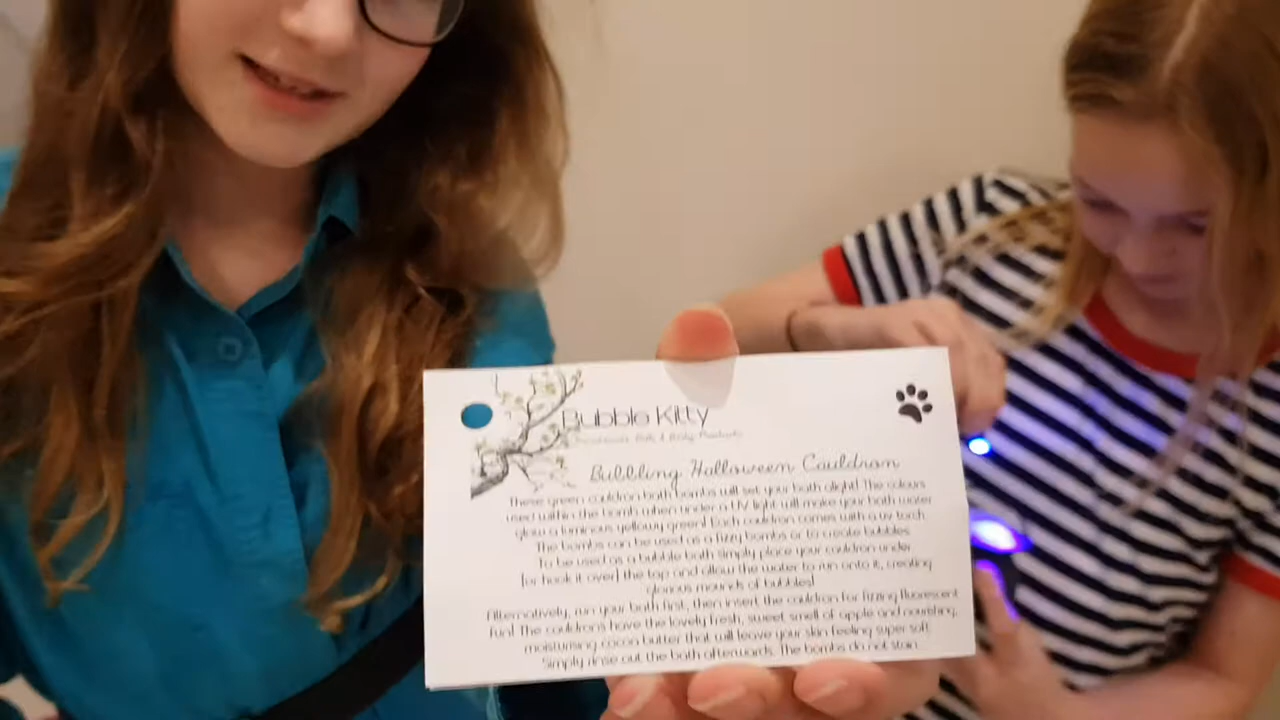 Bubble Kitty
Bubbling Halloween Cauldron
These green cauldron bath bombs will set your bath alight! The colours
used within the bomb when under a UV light will make your bath water
glow a luminous yellowy green! Each cauldron comes with a uv torch.
The bombs can be used as a fizzy bombs or to create bubbles.
To be used as a bubble bath simply place your cauldron under
(or hook it over) the tap and allow the water to run onto it, creating
glorious mounds of bubbles!
Alternatively, run your bath first, then insert the cauldron for fizzing fluorescent
fun! The cauldrons have the lovely fresh, sweet smell of apple and nourishing,
moisturising cocoa butter that will leave your skin feeling super soft.
Simply rinse out the bath afterwards. The bombs do not stain.